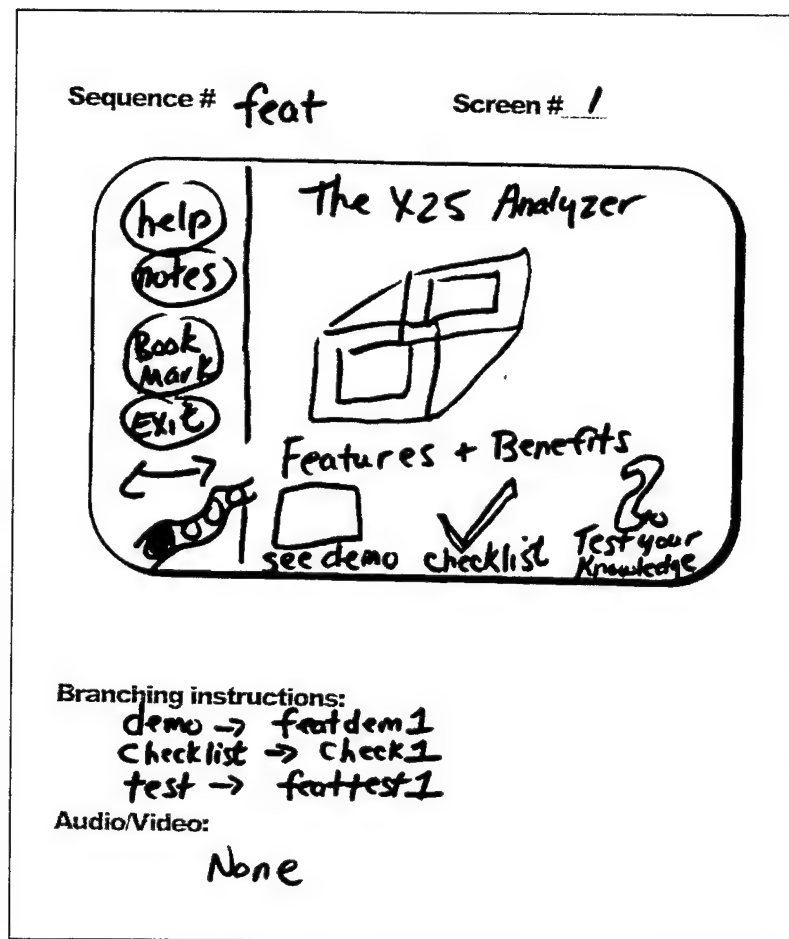 Sequence # feat Screen # 1
The X25 Analyzer
help
notes
Book
Mark
Exit
Features + Benefits
see demo checklist Test your
Knowledge
Branching instructions:
demo → featdem1
Checklist → Check1
test → feattest1
Audio/Video:
None